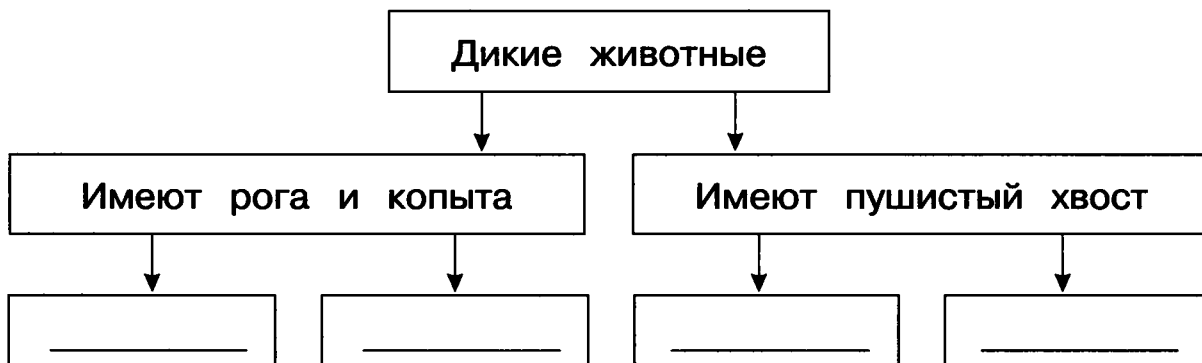 Дикие животные
Имеют рога и копыта
Имеют пушистый хвост